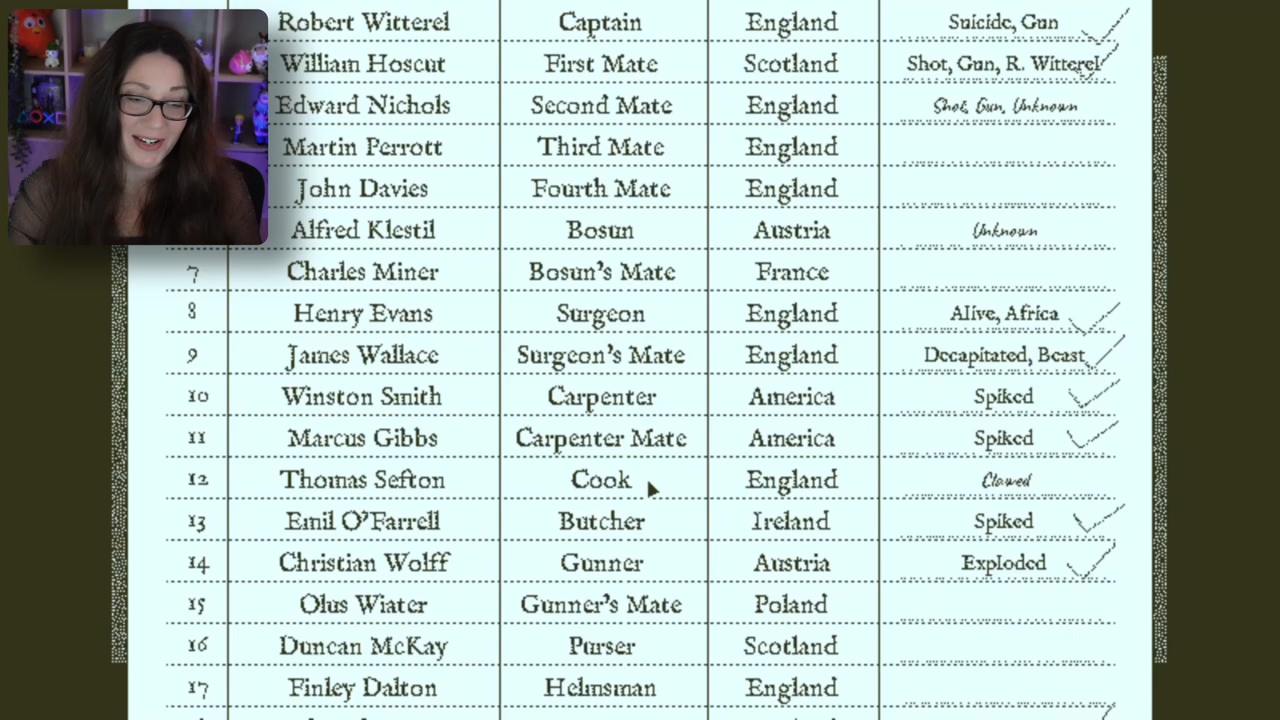 Robert Witterel Captain England Suicide, Gun
William Hoscut First Mate Scotland Shot, Gun, R. Witterel
Edward Nichols Second Mate England Shot, Gun, Unknown
Martin Perrott Third Mate England
John Davies Fourth Mate England
Alfred Klestil Bosun Austria Unknown
7 Charles Miner Bosun's Mate France
8 Henry Evans Surgeon England Alive, Africa
9 James Wallace Surgeon's Mate England Decapitated, Beast
10 Winston Smith Carpenter America Spiked
11 Marcus Gibbs Carpenter Mate America Spiked
12 Thomas Sefton Cook England Clawed
13 Emil O'Farrell Butcher Ireland Spiked
14 Christian Wolff Gunner Austria Exploded
15 Olus Wiater Gunner's Mate Poland
16 Duncan McKay Purser Scotland
17 Finley Dalton Helmsman England